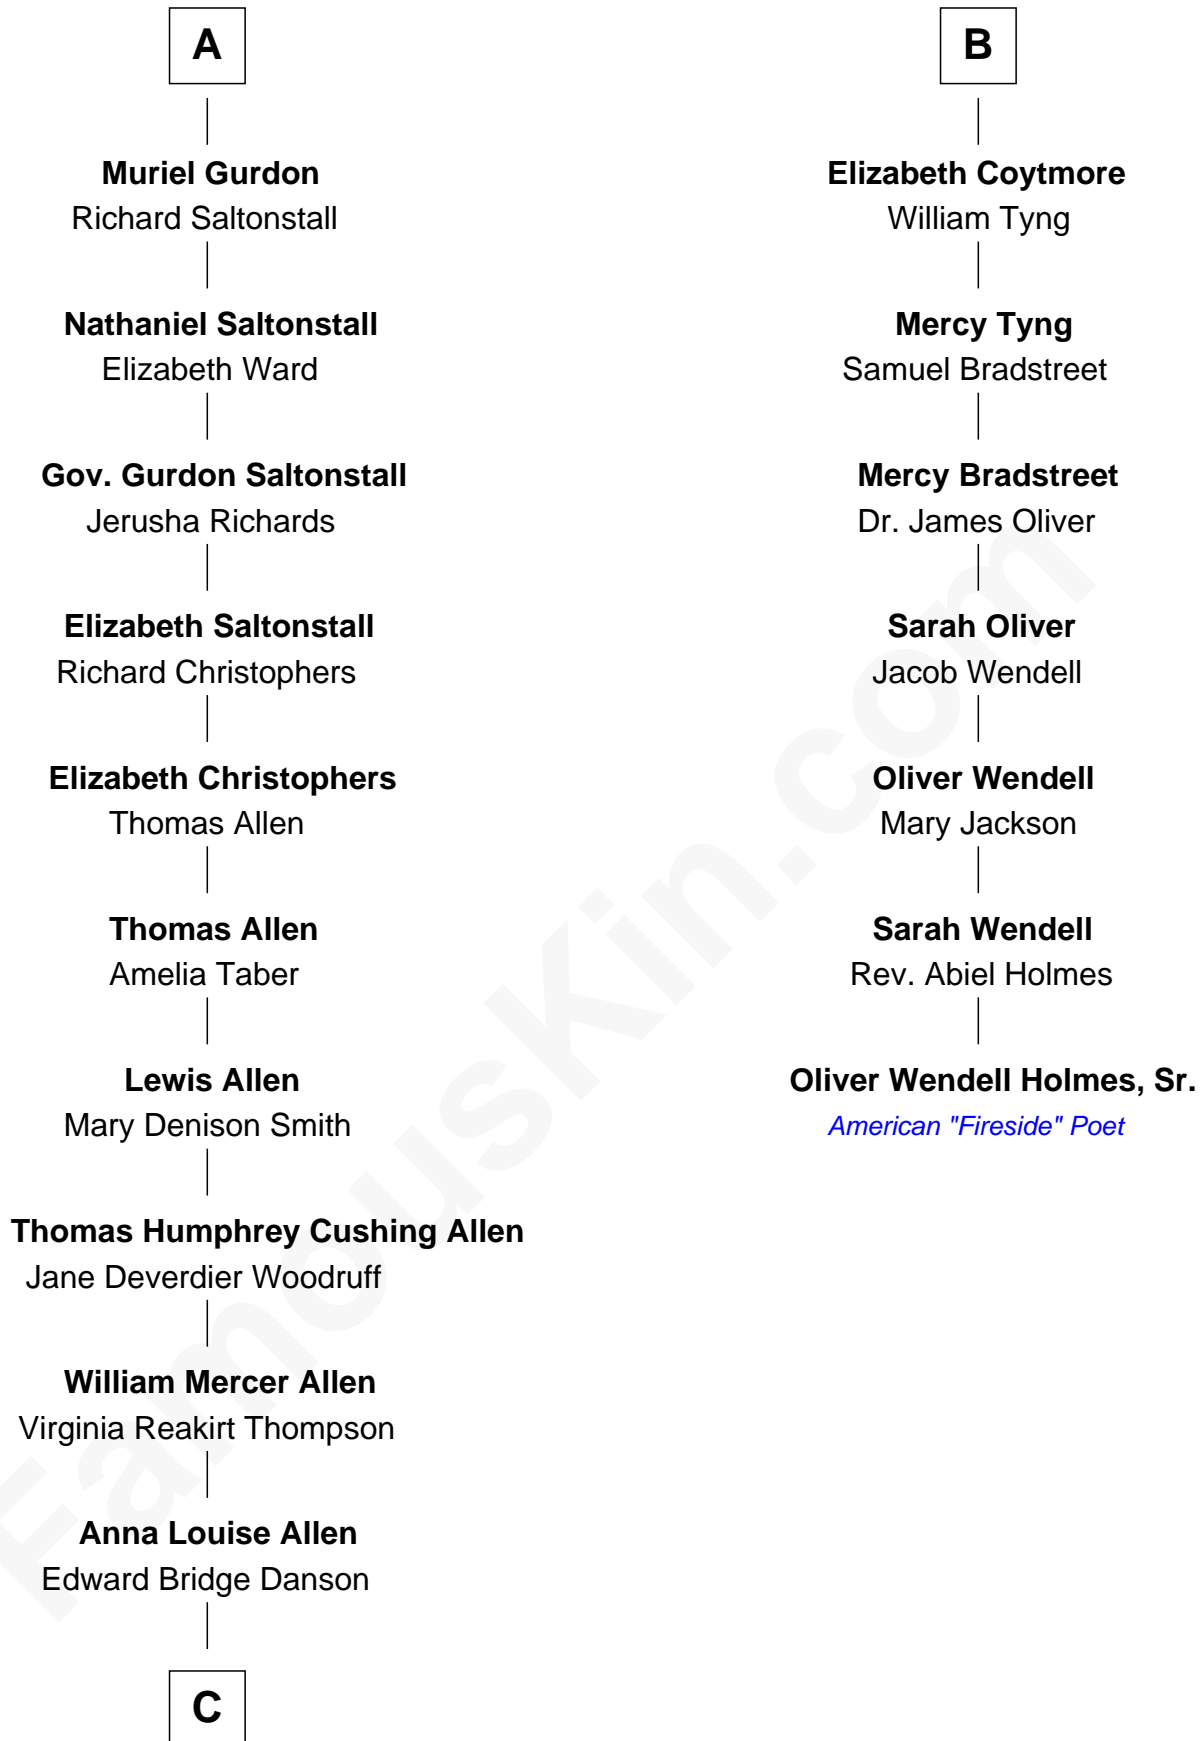 A
Muriel Gurdon
Richard Saltonstall
Nathaniel Saltonstall
Elizabeth Ward
Gov. Gurdon Saltonstall
Jerusha Richards
Elizabeth Saltonstall
Richard Christophers
Elizabeth Christophers
Thomas Allen
Thomas Allen
Amelia Taber
Lewis Allen
Mary Denison Smith
Thomas Humphrey Cushing Allen
Jane Deverdier Woodruff
William Mercer Allen
Virginia Reakirt Thompson
Anna Louise Allen
Edward Bridge Danson
C
B
Elizabeth Coytmore
William Tyng
Mercy Tyng
Samuel Bradstreet
Mercy Bradstreet
Dr. James Oliver
Sarah Oliver
Jacob Wendell
Oliver Wendell
Mary Jackson
Sarah Wendell
Rev. Abiel Holmes
Oliver Wendell Holmes, Sr.
American "Fireside" Poet
FamousKin.com